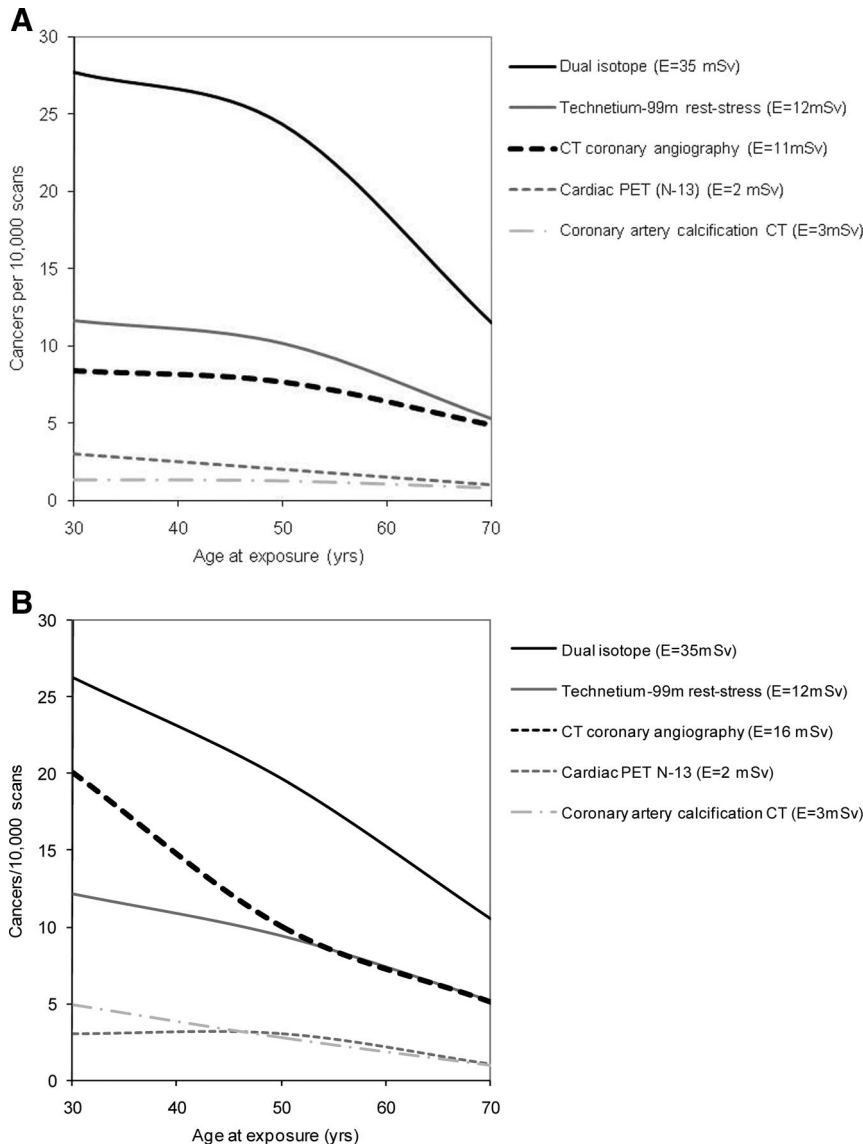 A
30
25
20
15
10
5
0
Cancers per 10,000 scans
30 40 50 60 70
Age at exposure (yrs)
Dual isotope (E=35 mSv)
Technetium-99m rest-stress (E=12mSv)
CT coronary angiography (E=11mSv)
Cardiac PET (N-13) (E=2 mSv)
Coronary artery calcification CT (E=3mSv)
B
30
25
20
15
10
5
0
Cancers/10,000 scans
30 40 50 60 70
Age at exposure (yrs)
Dual isotope (E=35mSv)
Technetium-99m rest-stress (E=12mSv)
CT coronary angiography (E=16 mSv)
Cardiac PET N-13 (E=2 mSv)
Coronary artery calcification CT (E=3mSv)